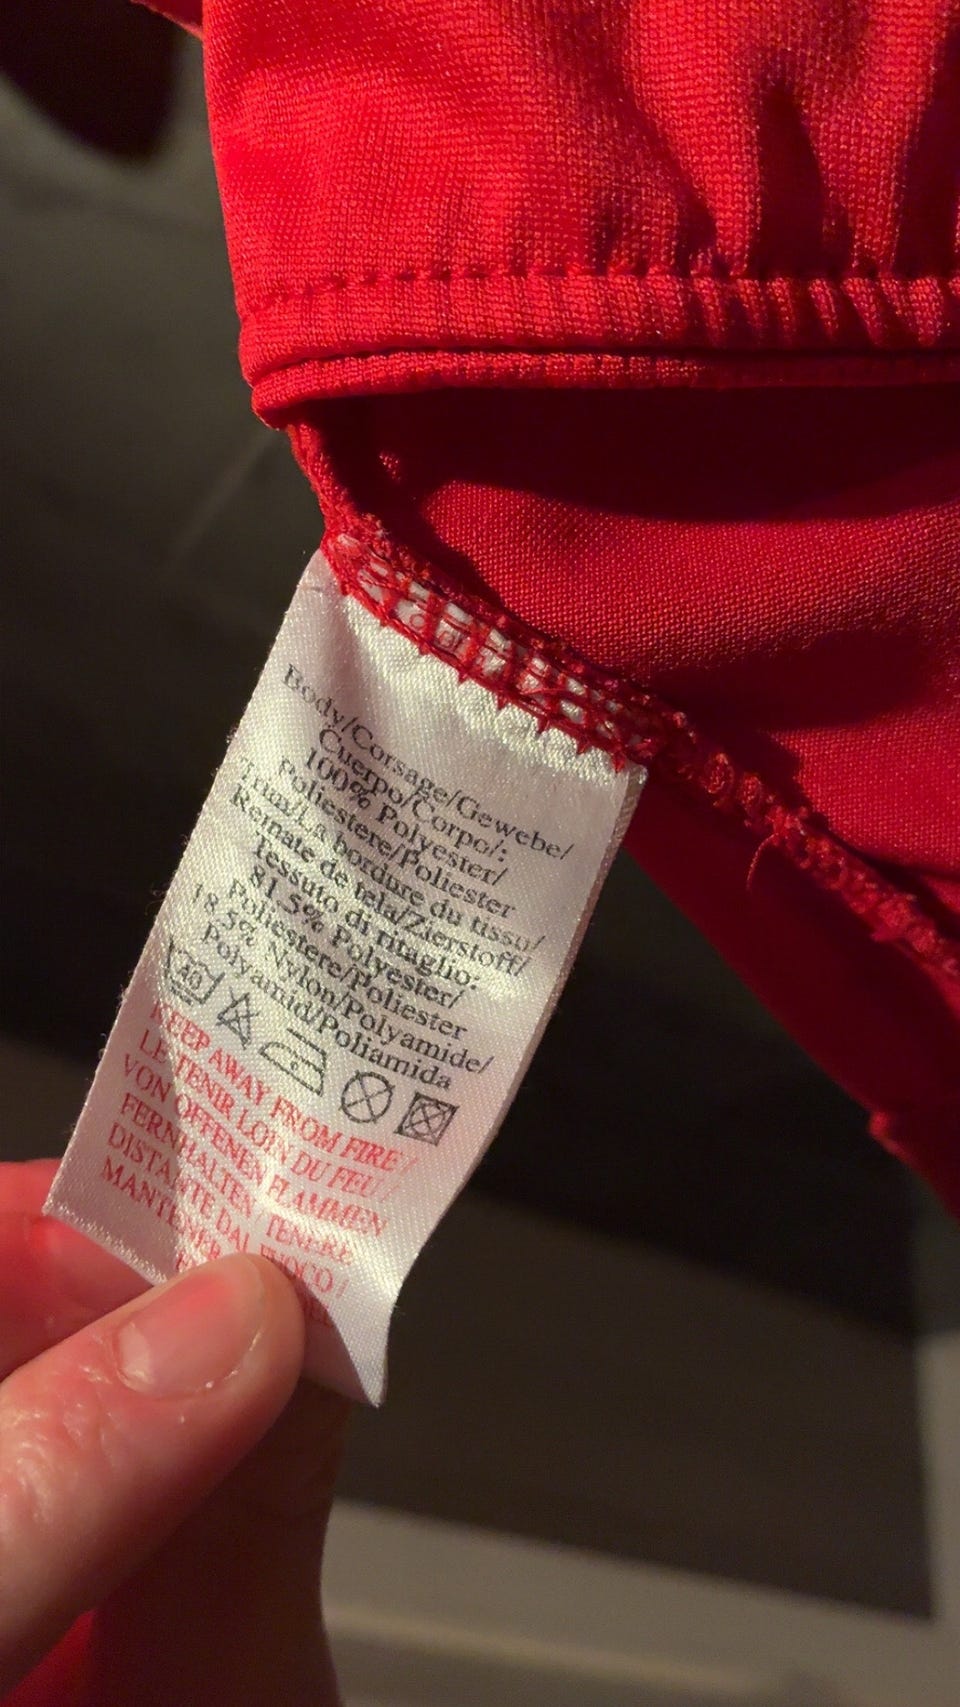 Body/Corsage/Gewebe/
Cuerpo/Corpo/:
100% Polyester/
Poliestere/Poliester
Trim/La bordure du tissu/
Remate de tela/Zierstoff/
Tessuto di ritaglio:
81.5% Polyester/
Poliestere/Poliester
18.5% Nylon/Polyamide/
Polyamid/Poliamida
40
KEEP AWAY FROM FIRE /
LE TENIR LOIN DU FEU /
VON OFFENEN FLAMMEN
FERNHALTEN TENERE
DISTANTE DAL FUOCO /